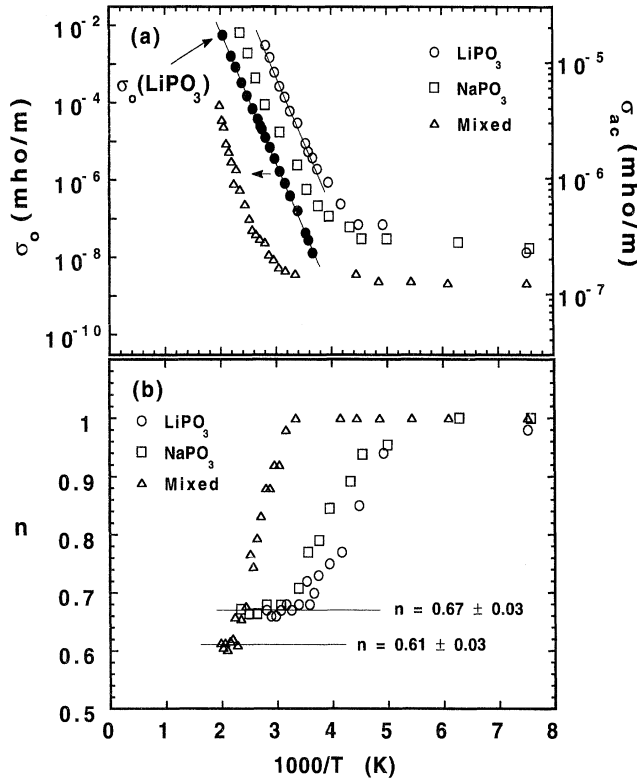 (a)
10⁻²
10⁻⁴
10⁻⁶
10⁻⁸
10⁻¹⁰
σₒ (mho/m)
σₒ(LiPO₃)
LiPO₃
NaPO₃
Mixed
10⁻⁵
10⁻⁶
10⁻⁷
σₐ꜀ (mho/m)
(b)
LiPO₃
NaPO₃
Mixed
1
0.9
0.8
0.7
0.6
0.5
n
n = 0.67 ± 0.03
n = 0.61 ± 0.03
0 1 2 3 4 5 6 7 8
1000/T (K)